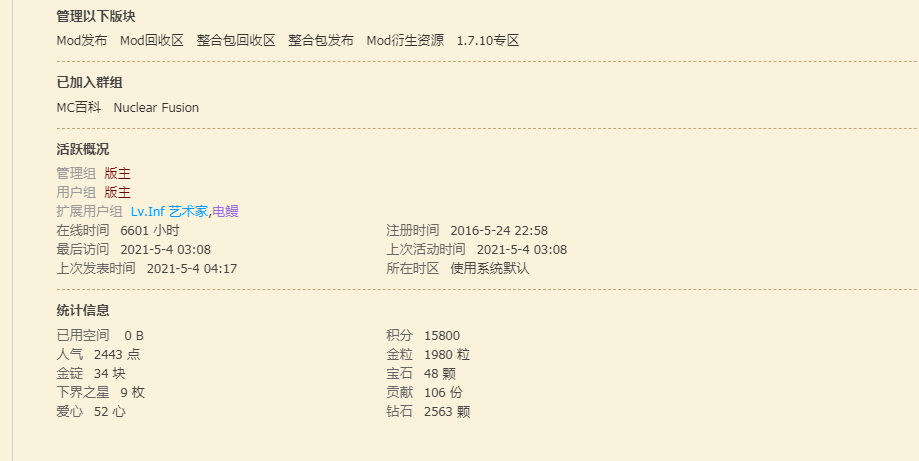 管理以下版块
Mod发布 Mod回收区 整合包回收区 整合包发布 Mod衍生资源 1.7.10专区
已加入群组
MC百科 Nuclear Fusion
活跃概况
管理组 版主
用户组 版主
扩展用户组 Lv.Inf 艺术家,电鳗
在线时间 6601 小时 注册时间 2016-5-24 22:58
最后访问 2021-5-4 03:08 上次活动时间 2021-5-4 03:08
上次发表时间 2021-5-4 04:17 所在时区 使用系统默认
统计信息
已用空间 0 B 积分 15800
人气 2443 点 金粒 1980 粒
金锭 34 块 宝石 48 颗
下界之星 9 枚 贡献 106 份
爱心 52 心 钻石 2563 颗